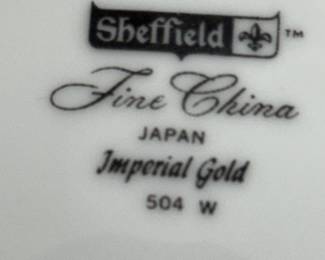 Sheffield ™
Fine China
JAPAN
Imperial Gold
504 W